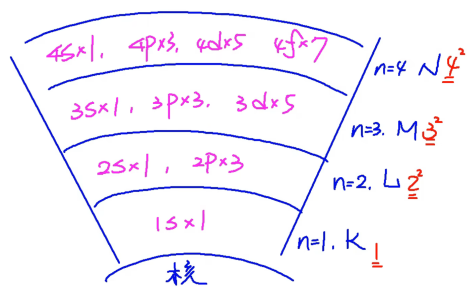 4s×1, 4p×3, 4d×5 4f×7
n=4 N 4²
3s×1, 3p×3, 3d×5
n=3. M 3²
2s×1, 2p×3
n=2. L 2²
1s×1
n=1. K 1
核